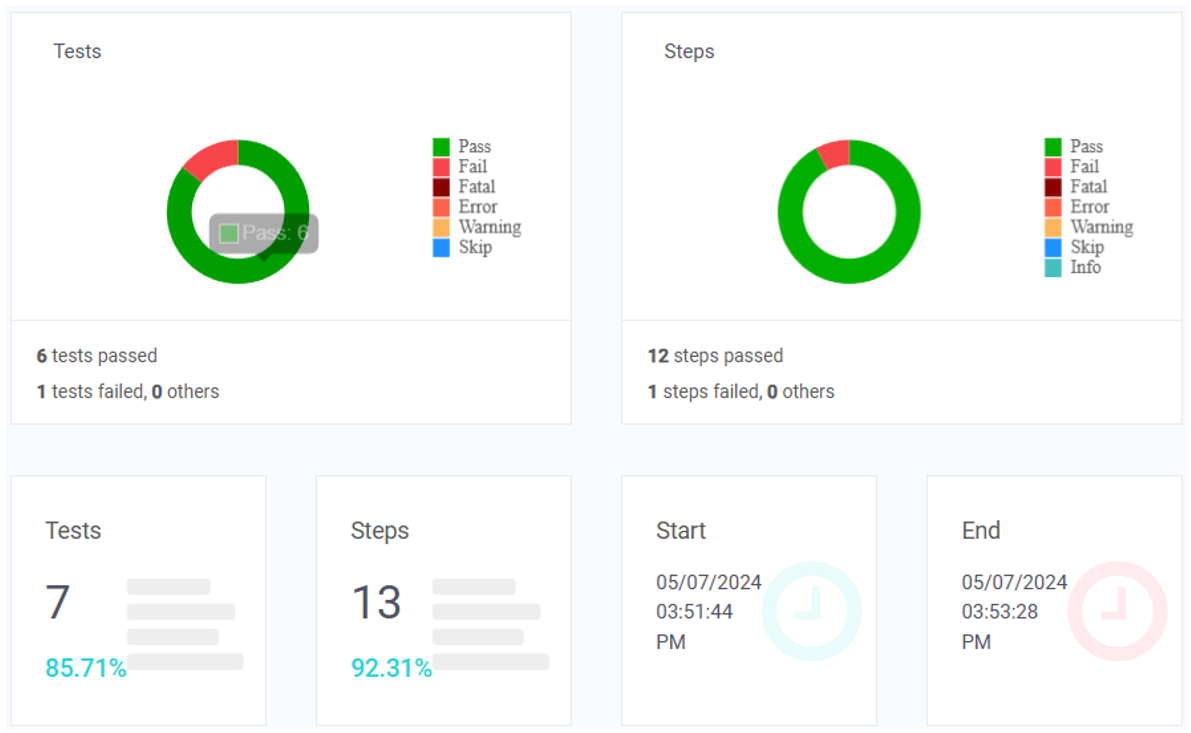 Tests
Pass
Fail
Fatal
Error
Warning
Skip
Pass: 6
6 tests passed
1 tests failed, 0 others
Steps
Pass
Fail
Fatal
Error
Warning
Skip
Info
12 steps passed
1 steps failed, 0 others
Tests
7
85.71%
Steps
13
92.31%
Start
05/07/2024
03:51:44
PM
End
05/07/2024
03:53:28
PM